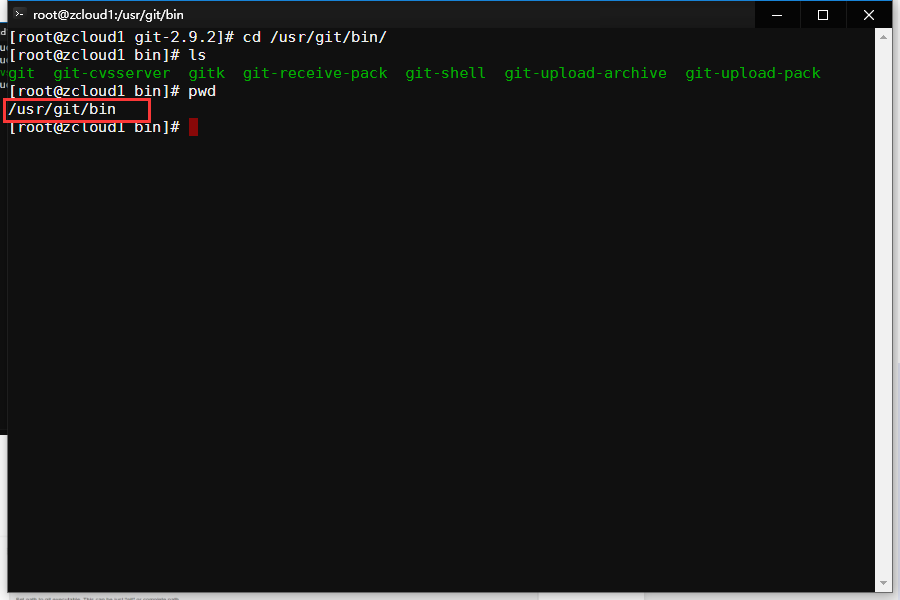 root@zcloud1:/usr/git/bin
[root@zcloud1 git-2.9.2]# cd /usr/git/bin/
[root@zcloud1 bin]# ls
git git-cvsserver gitk git-receive-pack git-shell git-upload-archive git-upload-pack
[root@zcloud1 bin]# pwd
/usr/git/bin
[root@zcloud1 bin]#